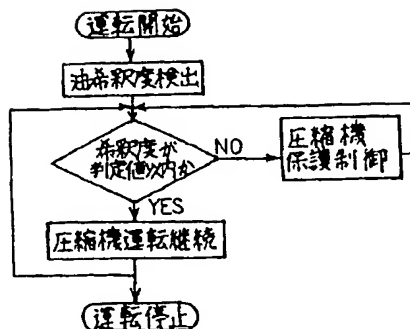 運転開始
油希釈度検出
希釈度が
判定値以内か
NO
圧縮機
保護制御
YES
圧縮機運転継続
運転停止